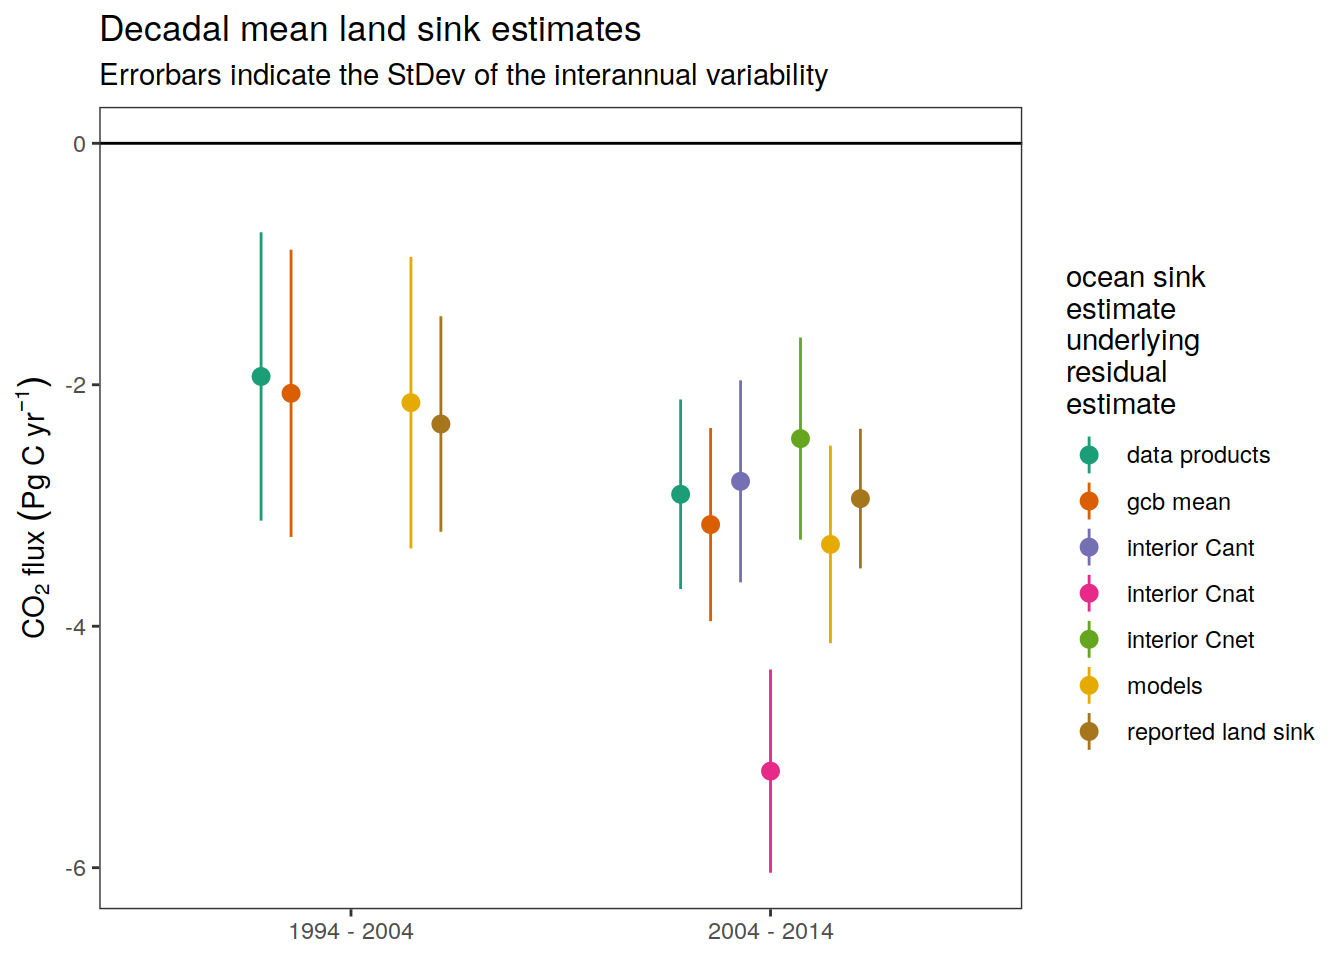 Decadal mean land sink estimates
Errorbars indicate the StDev of the interannual variability
CO₂ flux (Pg C yr⁻¹)
0
-2
-4
-6
1994 - 2004
2004 - 2014
ocean sink
estimate
underlying
residual
estimate
data products
gcb mean
interior Cant
interior Cnat
interior Cnet
models
reported land sink